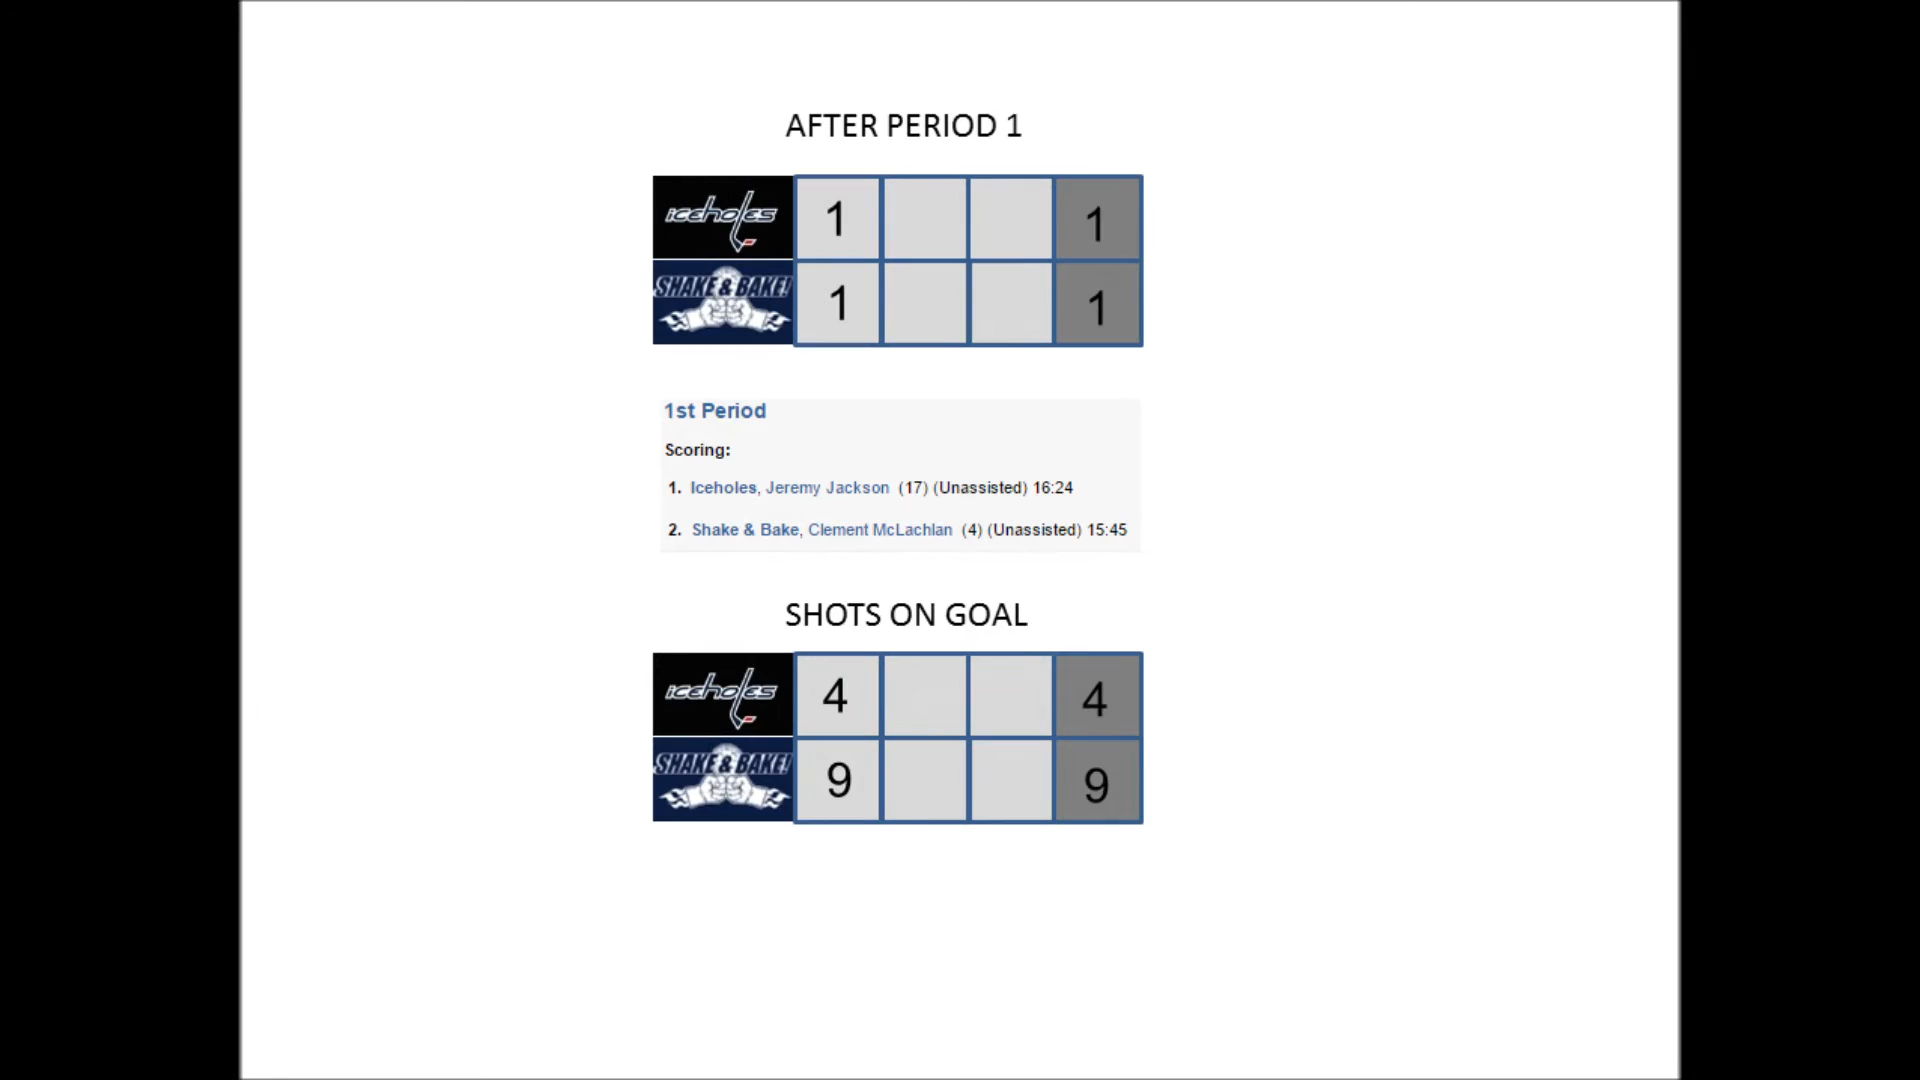 AFTER PERIOD 1
iceholes 1 1
SHAKE & BAKE! 1 1
1st Period
Scoring:
1. Iceholes, Jeremy Jackson (17) (Unassisted) 16:24
2. Shake & Bake, Clement McLachlan (4) (Unassisted) 15:45
SHOTS ON GOAL
iceholes 4 4
SHAKE & BAKE! 9 9